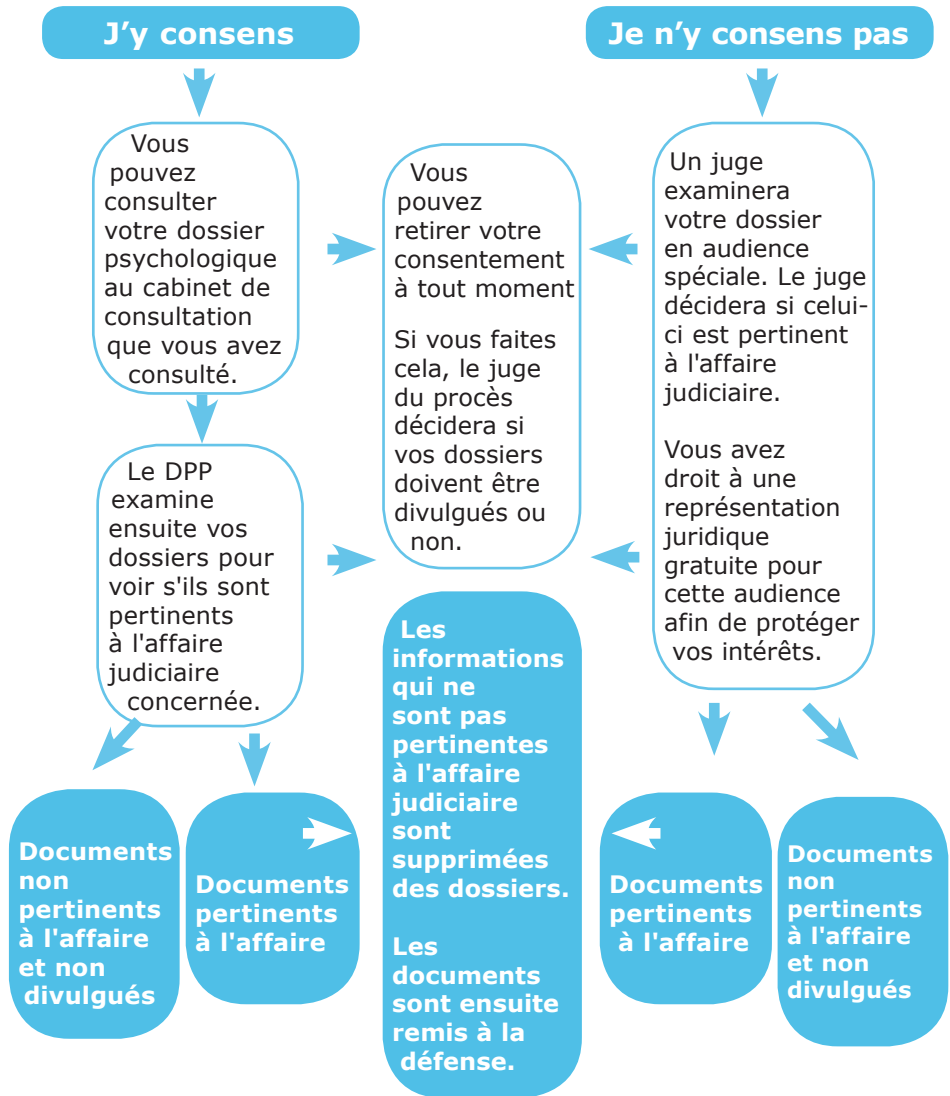 J’y consens
Je n’y consens pas
Vous
pouvez
consulter
votre dossier
psychologique
au cabinet de
consultation
que vous avez
consulté.
Le DPP
examine
ensuite vos
dossiers pour
voir s'ils sont
pertinents
à l'affaire
judiciaire
concernée.
Vous
pouvez
retirer votre
consentement
à tout moment
Si vous faites
cela, le juge
du procès
décidera si
vos dossiers
doivent être
divulgués ou
non.
Un juge
examinera
votre dossier
en audience
spéciale. Le juge
décidera si celui-
ci est pertinent
à l'affaire
judiciaire.
Vous avez
droit à une
représentation
juridique
gratuite pour
cette audience
afin de protéger
vos intérêts.
Documents
non
pertinents
à l'affaire
et non
divulgués
Documents
pertinents
à l'affaire
Les
informations
qui ne
sont pas
pertinentes
à l'affaire
judiciaire
sont
supprimées
des dossiers.
Les
documents
sont ensuite
remis à la
défense.
Documents
pertinents
à l'affaire
Documents
non
pertinents
à l'affaire
et non
divulgués